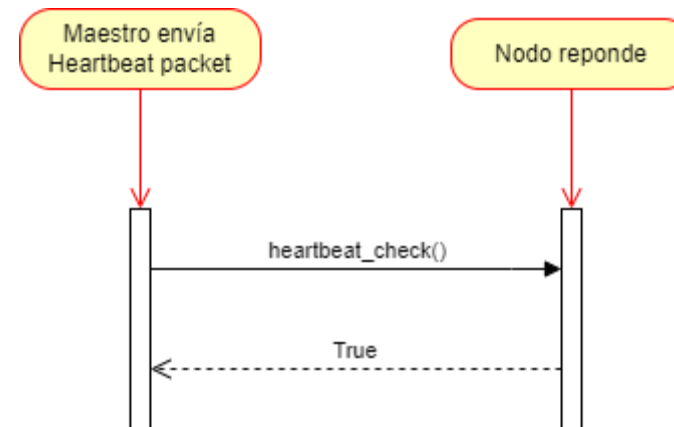 Maestro envía
Heartbeat packet
Nodo reponde
heartbeat_check()
True